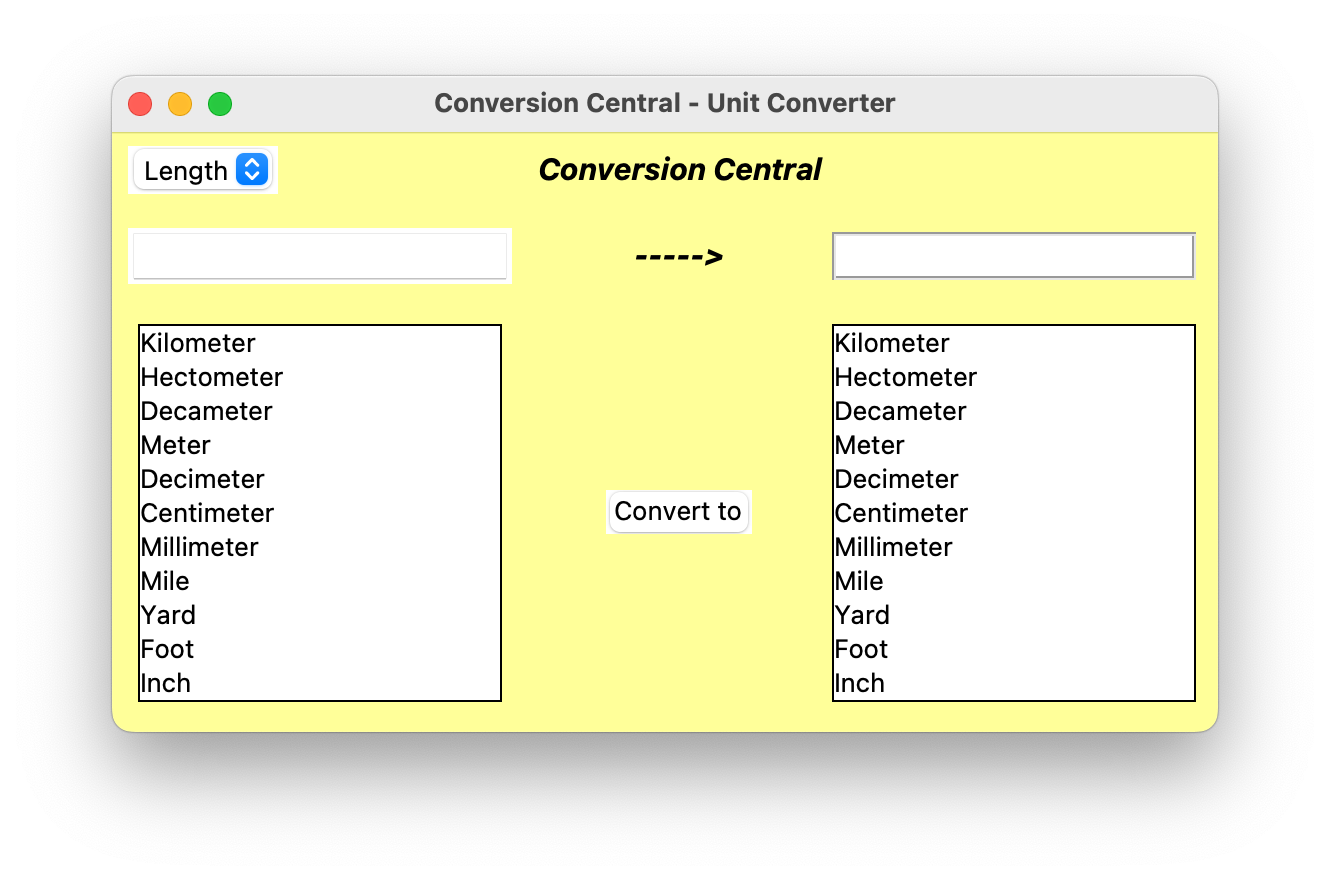 Conversion Central - Unit Converter
Length
Conversion Central
----->
Kilometer
Hectometer
Decameter
Meter
Decimeter
Centimeter
Millimeter
Mile
Yard
Foot
Inch
Convert to
Kilometer
Hectometer
Decameter
Meter
Decimeter
Centimeter
Millimeter
Mile
Yard
Foot
Inch